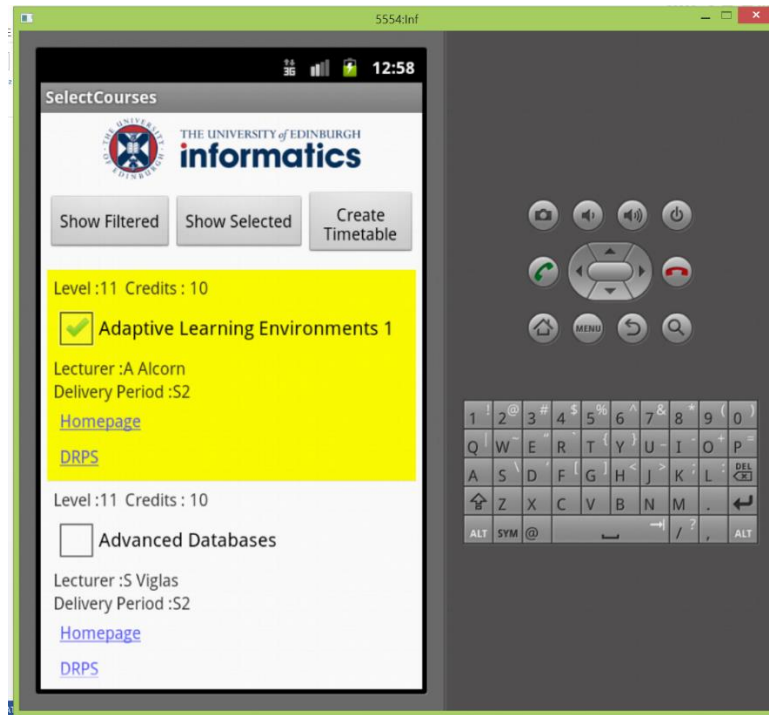 5554:Inf
3G 12:58
SelectCourses
THE UNIVERSITY of EDINBURGH
informatics
Show Filtered Show Selected Create
Timetable
Level :11 Credits : 10
Adaptive Learning Environments 1
Lecturer :A Alcorn
Delivery Period :S2
Homepage
DRPS
Level :11 Credits : 10
Advanced Databases
Lecturer :S Viglas
Delivery Period :S2
Homepage
DRPS
MENU
1 ! 2 @ 3 # 4 $ 5 % 6 ^ 7 & 8 * 9 ( 0 )
Q | W ~ E " R ` T { Y } U _ I - O + P =
A S \ D ' F [ G ] H < J > K ; L : DEL
Z X C V B N M .
ALT SYM @ / ? , ALT